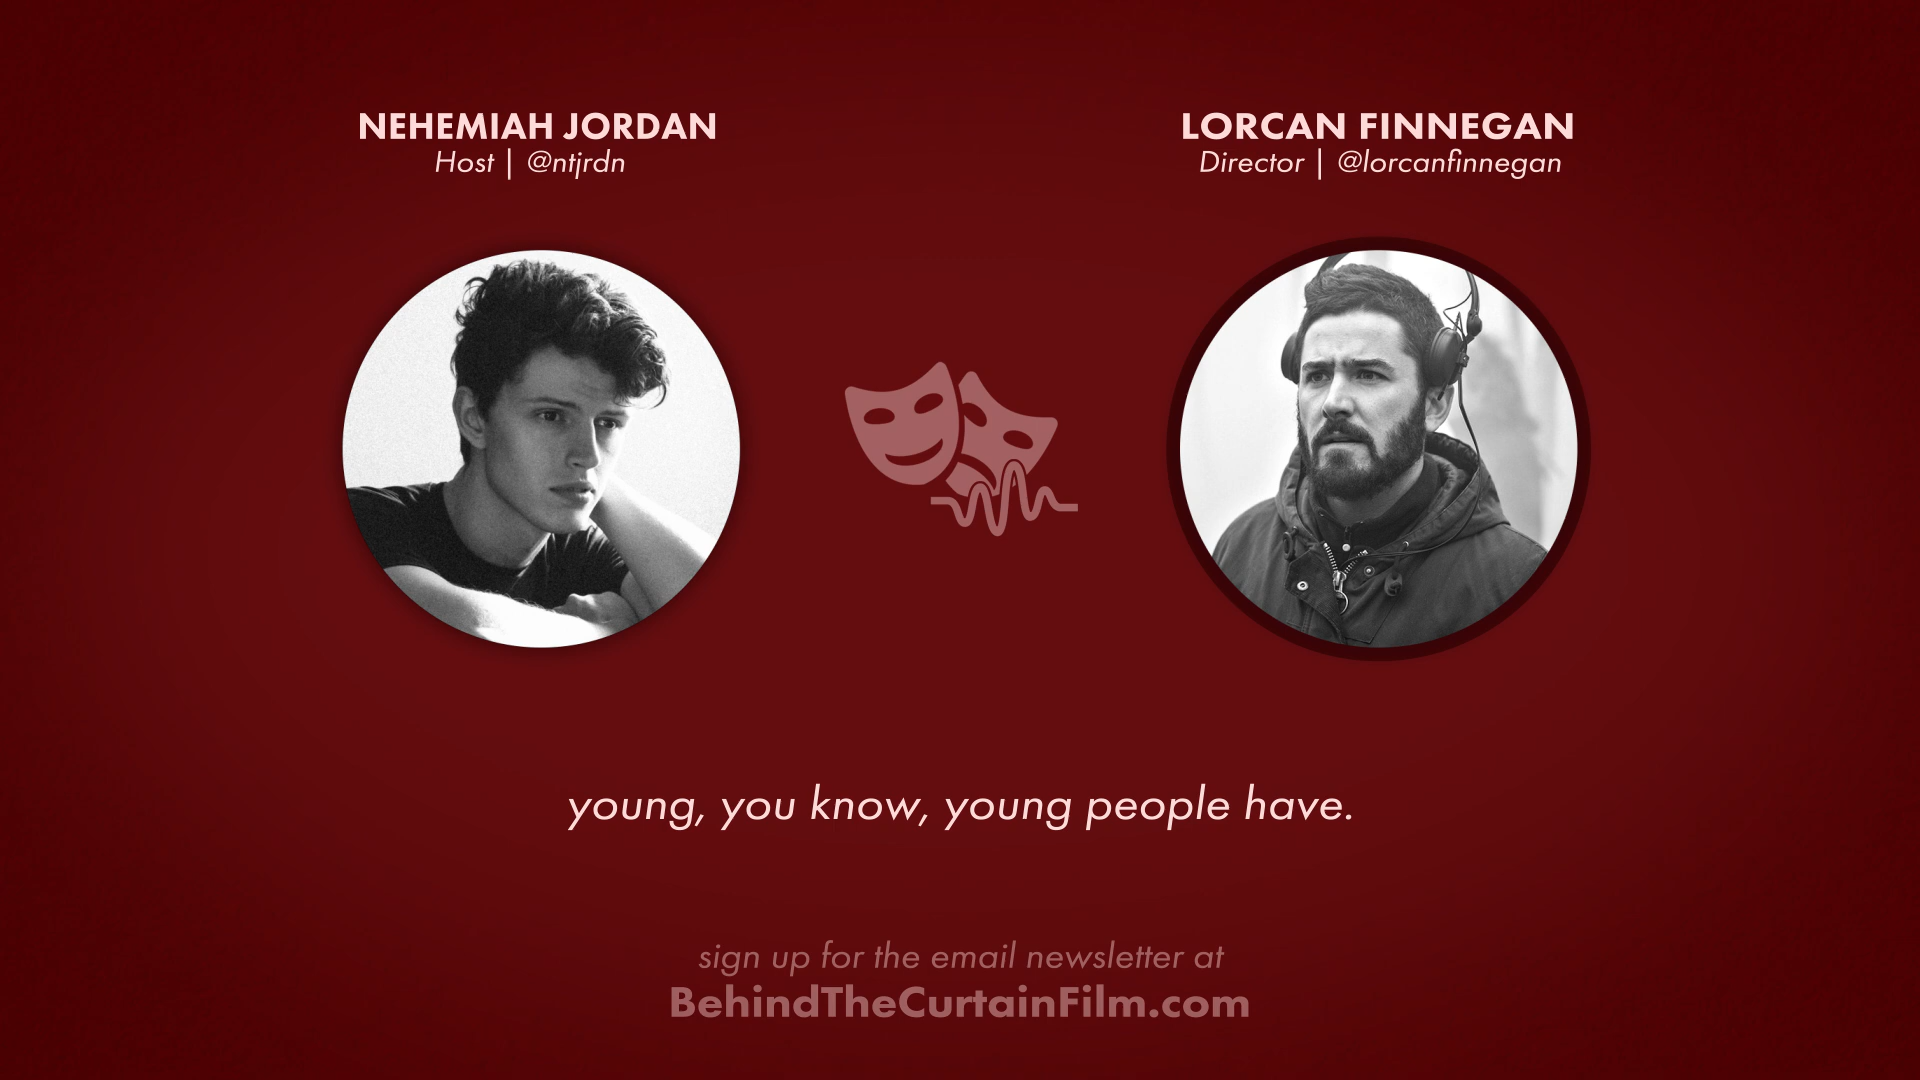 NEHEMIAH JORDAN
Host | @ntjrdn
LORCAN FINNEGAN
Director | @lorcanfinnegan
young, you know, young people have.
sign up for the email newsletter at
BehindTheCurtainFilm.com